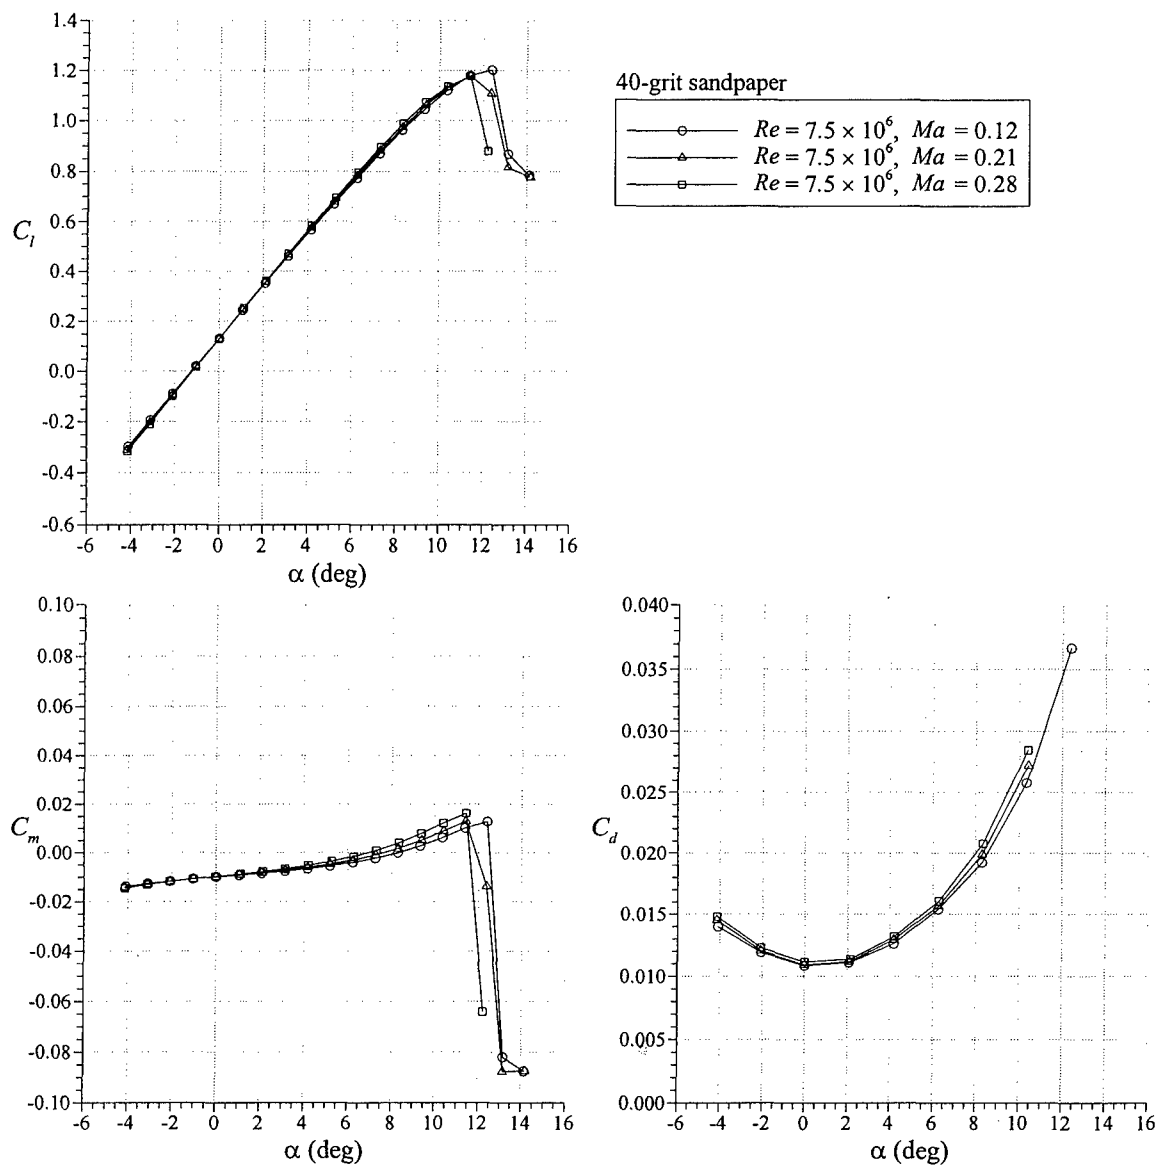 1.4
1.2
1.0
0.8
0.6
0.4
0.2
0.0
-0.2
-0.4
-0.6
C_l
-6 -4 -2 0 2 4 6 8 10 12 14 16
α (deg)
40-grit sandpaper
Re = 7.5 × 10⁶, Ma = 0.12
Re = 7.5 × 10⁶, Ma = 0.21
Re = 7.5 × 10⁶, Ma = 0.28
0.10
0.08
0.06
0.04
0.02
0.00
-0.02
-0.04
-0.06
-0.08
-0.10
C_m
-6 -4 -2 0 2 4 6 8 10 12 14 16
α (deg)
0.040
0.035
0.030
0.025
0.020
0.015
0.010
0.005
0.000
C_d
-6 -4 -2 0 2 4 6 8 10 12 14 16
α (deg)